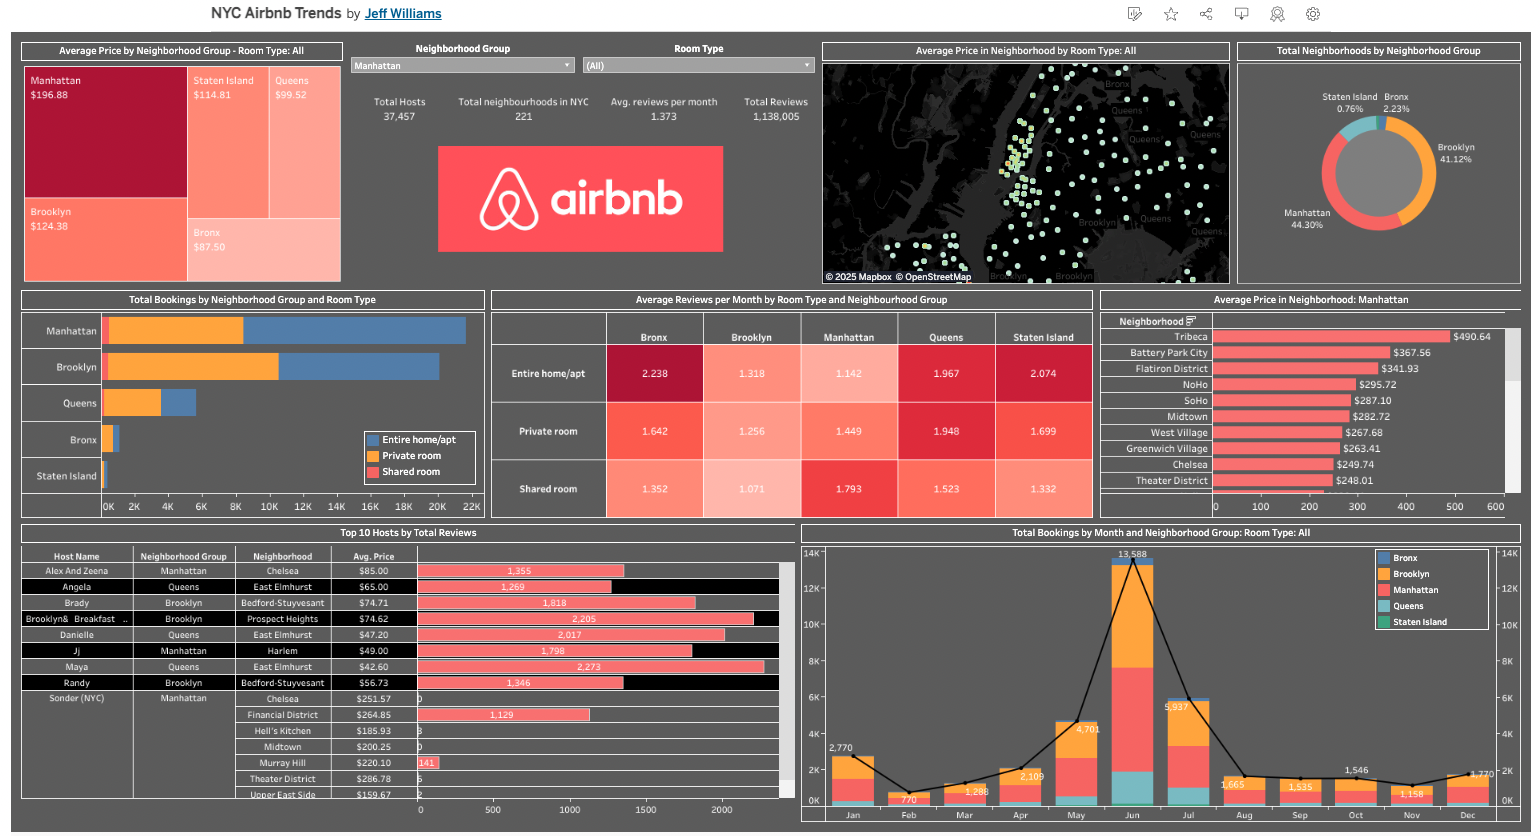 NYC Airbnb Trends by Jeff Williams
Average Price by Neighborhood Group - Room Type: All
Manhattan
$196.88
Staten Island
$114.81
Queens
$99.52
Brooklyn
$124.38
Bronx
$87.50
Neighborhood Group
Manhattan
Room Type
(All)
Total Hosts
37,457
Total neighbourhoods in NYC
221
Avg. reviews per month
1.373
Total Reviews
1,138,005
airbnb
Average Price in Neighborhood by Room Type: All
Bronx
Queens
Queens
Queens
Queens
Brooklyn
Queens
Brooklyn
Brooklyn
© 2025 Mapbox © OpenStreetMap
Total Neighborhoods by Neighborhood Group
Staten Island
0.76%
Bronx
2.23%
Brooklyn
41.12%
Manhattan
44.30%
Total Bookings by Neighborhood Group and Room Type
Manhattan
Brooklyn
Queens
Bronx
Staten Island
Entire home/apt
Private room
Shared room
0K 2K 4K 6K 8K 10K 12K 14K 16K 18K 20K 22K
Average Reviews per Month by Room Type and Neighbourhood Group
Bronx Brooklyn Manhattan Queens Staten Island
Entire home/apt 2.238 1.318 1.142 1.967 2.074
Private room 1.642 1.256 1.449 1.948 1.699
Shared room 1.352 1.071 1.793 1.523 1.332
Average Price in Neighborhood: Manhattan
Neighborhood
Tribeca $490.64
Battery Park City $367.56
Flatiron District $341.93
NoHo $295.72
SoHo $287.10
Midtown $282.72
West Village $267.68
Greenwich Village $263.41
Chelsea $249.74
Theater District $248.01
0 100 200 300 400 500 600
Top 10 Hosts by Total Reviews
Host Name Neighborhood Group Neighborhood Avg. Price
Alex And Zeena Manhattan Chelsea $85.00 1,355
Angela Queens East Elmhurst $65.00 1,269
Brady Brooklyn Bedford-Stuyvesant $74.71 1,818
Brooklyn& Breakfast .. Brooklyn Prospect Heights $74.62 2,205
Danielle Queens East Elmhurst $47.20 2,017
Jj Manhattan Harlem $49.00 1,798
Maya Queens East Elmhurst $42.60 2,273
Randy Brooklyn Bedford-Stuyvesant $56.73 1,346
Sonder (NYC) Manhattan Chelsea $251.57 0
Financial District $264.85 1,129
Hell's Kitchen $185.93 3
Midtown $200.25 0
Murray Hill $220.10 141
Theater District $286.78 6
Upper East Side $159.67 2
0 500 1000 1500 2000
Total Bookings by Month and Neighborhood Group: Room Type: All
14K
12K
10K
8K
6K
4K
2K
0K
2,770
770
1,288
2,109
4,701
13,588
5,937
1,665
1,535
1,546
1,158
1,770
Bronx
Brooklyn
Manhattan
Queens
Staten Island
14K
12K
10K
8K
6K
4K
2K
0K
Jan Feb Mar Apr May Jun Jul Aug Sep Oct Nov Dec